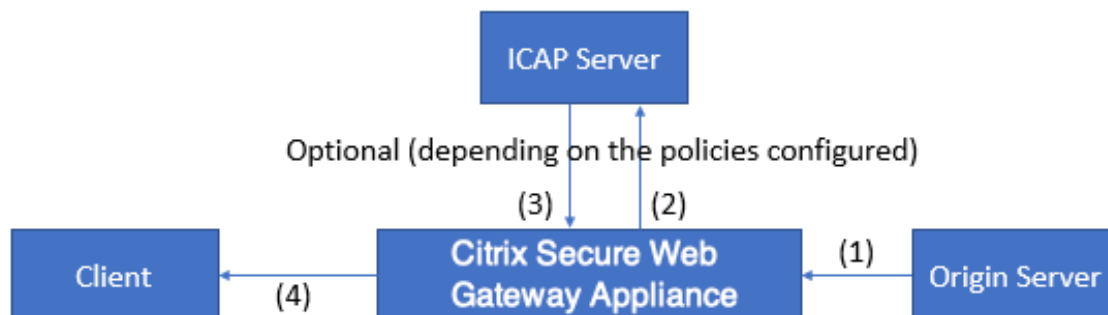 ICAP Server
Optional (depending on the policies configured)
(3)
(2)
Client
(4)
Citrix Secure Web
Gateway Appliance
(1)
Origin Server